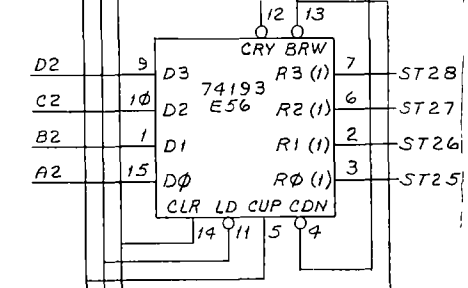 12 13
CRY BRW
D2 9 D3 R3 (1) 7 ST28
74193
C2 10 D2 E56 R2 (1) 6 ST27
B2 1 D1 R1 (1) 2 ST26
A2 15 DØ RØ (1) 3 ST25
CLR LD CUP CDN
14 11 5 4